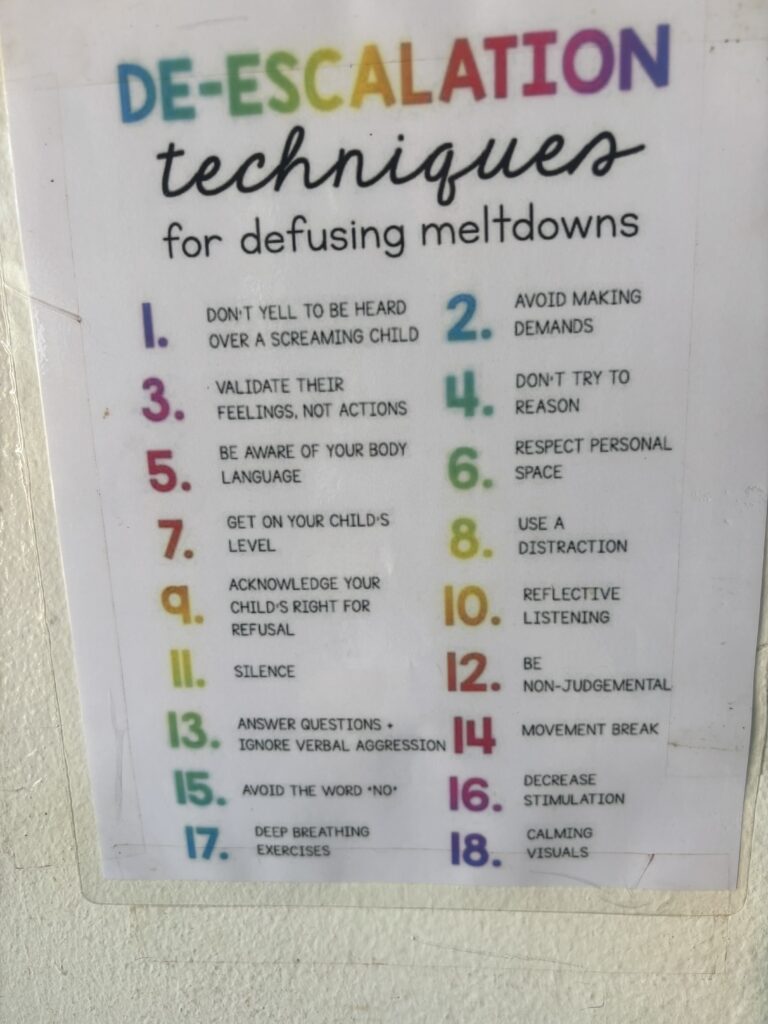 DE-ESCALATION
techniques
for defusing meltdowns
1. DON'T YELL TO BE HEARD
OVER A SCREAMING CHILD
2. AVOID MAKING
DEMANDS
3. VALIDATE THEIR
FEELINGS, NOT ACTIONS
4. DON'T TRY TO
REASON
5. BE AWARE OF YOUR BODY
LANGUAGE
6. RESPECT PERSONAL
SPACE
7. GET ON YOUR CHILD'S
LEVEL
8. USE A
DISTRACTION
9. ACKNOWLEDGE YOUR
CHILD'S RIGHT FOR
REFUSAL
10. REFLECTIVE
LISTENING
11. SILENCE
12. BE
NON-JUDGEMENTAL
13. ANSWER QUESTIONS +
IGNORE VERBAL AGGRESSION
14 MOVEMENT BREAK
15. AVOID THE WORD "NO"
16. DECREASE
STIMULATION
17. DEEP BREATHING
EXERCISES
18. CALMING
VISUALS